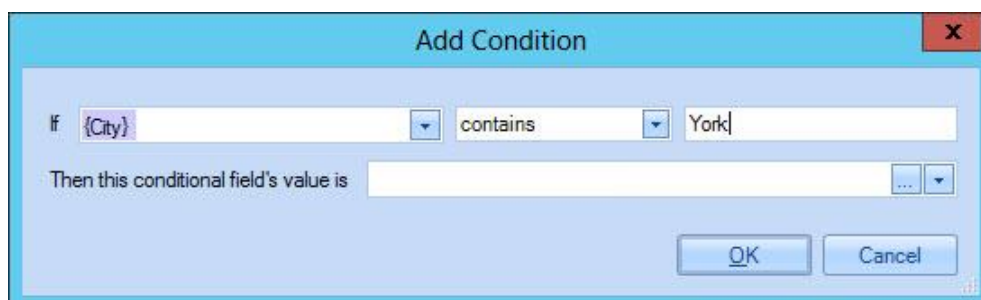 Add Condition
x
If {City} contains York
Then this conditional field's value is ...
OK Cancel